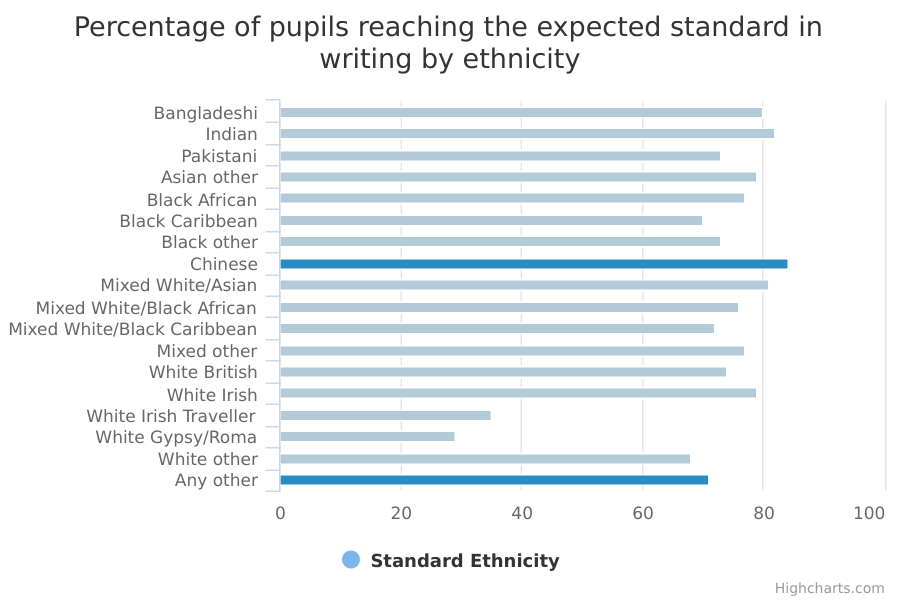 Percentage of pupils reaching the expected standard in
writing by ethnicity
Bangladeshi
Indian
Pakistani
Asian other
Black African
Black Caribbean
Black other
Chinese
Mixed White/Asian
Mixed White/Black African
Mixed White/Black Caribbean
Mixed other
White British
White Irish
White Irish Traveller
White Gypsy/Roma
White other
Any other
0 20 40 60 80 100
Standard Ethnicity
Highcharts.com